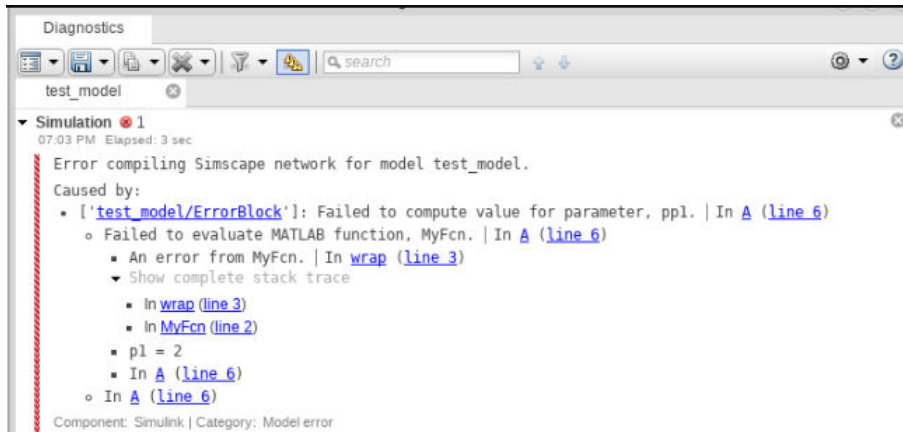 Diagnostics
search
test_model
Simulation 1
07:03 PM Elapsed: 3 sec
Error compiling Simscape network for model test_model.
Caused by:
• ['test_model/ErrorBlock']: Failed to compute value for parameter, pp1. | In A (line 6)
Failed to evaluate MATLAB function, MyFcn. | In A (line 6)
An error from MyFcn. | In wrap (line 3)
Show complete stack trace
In wrap (line 3)
In MyFcn (line 2)
p1 = 2
In A (line 6)
In A (line 6)
Component: Simulink | Category: Model error